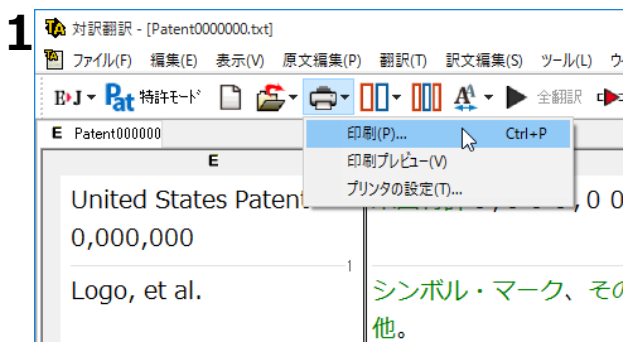 1
対訳翻訳 - [Patent0000000.txt]
ファイル(F) 編集(E) 表示(V) 原文編集(P) 翻訳(T) 訳文編集(S) ツール(L)
E J Pat 特許モード 全翻訳
E Patent000000
印刷(P)... Ctrl+P
印刷プレビュー(V)
プリンタの設定(T)...
E
United States Patent
0,000,000
1
Logo, et al.
シンボル・マーク、その
他。